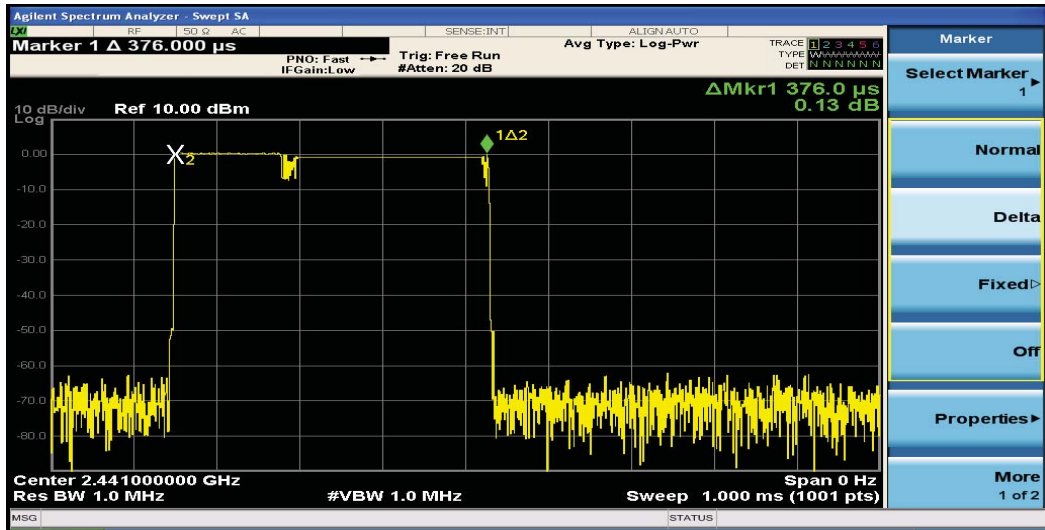 Agilent Spectrum Analyzer - Swept SA
LXI RF 50 Ω AC SENSE:INT ALIGN AUTO
Marker 1 Δ 376.000 µs
PNO: Fast
IFGain:Low
Trig: Free Run
#Atten: 20 dB
Avg Type: Log-Pwr
TRACE 1 2 3 4 5 6
TYPE
DET N N N N N N
ΔMkr1 376.0 µs
0.13 dB
10 dB/div Ref 10.00 dBm
Log
1Δ2
2
0.00
-10.0
-20.0
-30.0
-40.0
-50.0
-60.0
-70.0
-80.0
Center 2.441000000 GHz Span 0 Hz
Res BW 1.0 MHz #VBW 1.0 MHz Sweep 1.000 ms (1001 pts)
MSG STATUS
Marker
Select Marker
1
Normal
Delta
Fixed
Off
Properties
More
1 of 2